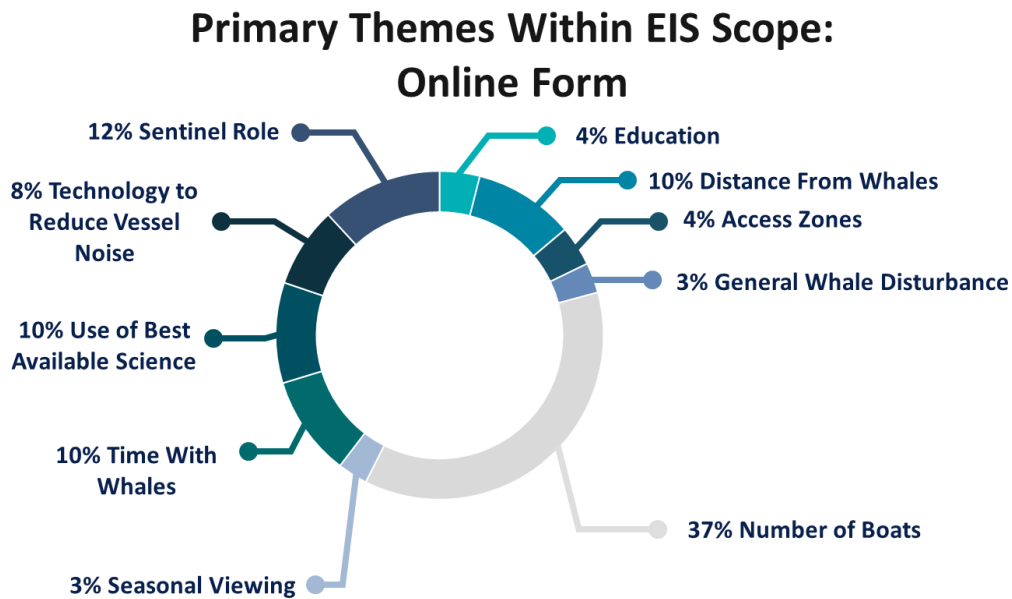 Primary Themes Within EIS Scope:
Online Form
12% Sentinel Role
4% Education
8% Technology to
Reduce Vessel
Noise
10% Distance From Whales
4% Access Zones
3% General Whale Disturbance
10% Use of Best
Available Science
10% Time With
Whales
37% Number of Boats
3% Seasonal Viewing